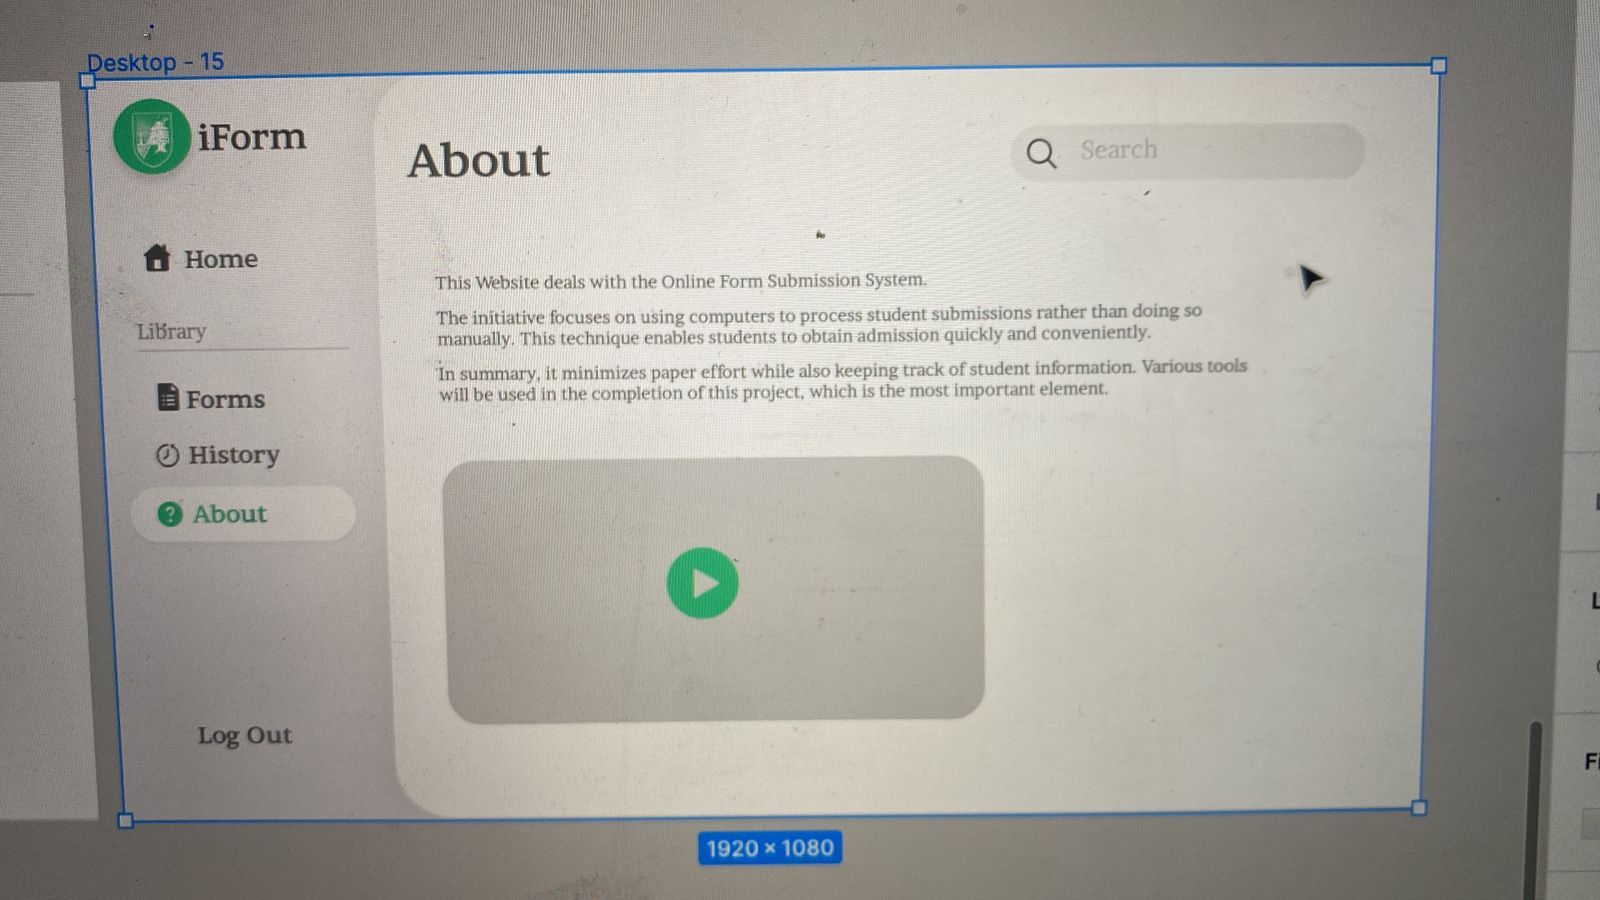 Desktop - 15
iForm
About
Search
Home
Library
Forms
History
About
Log Out
This Website deals with the Online Form Submission System.
The initiative focuses on using computers to process student submissions rather than doing so
manually. This technique enables students to obtain admission quickly and conveniently.
In summary, it minimizes paper effort while also keeping track of student information. Various tools
will be used in the completion of this project, which is the most important element.
1920 × 1080